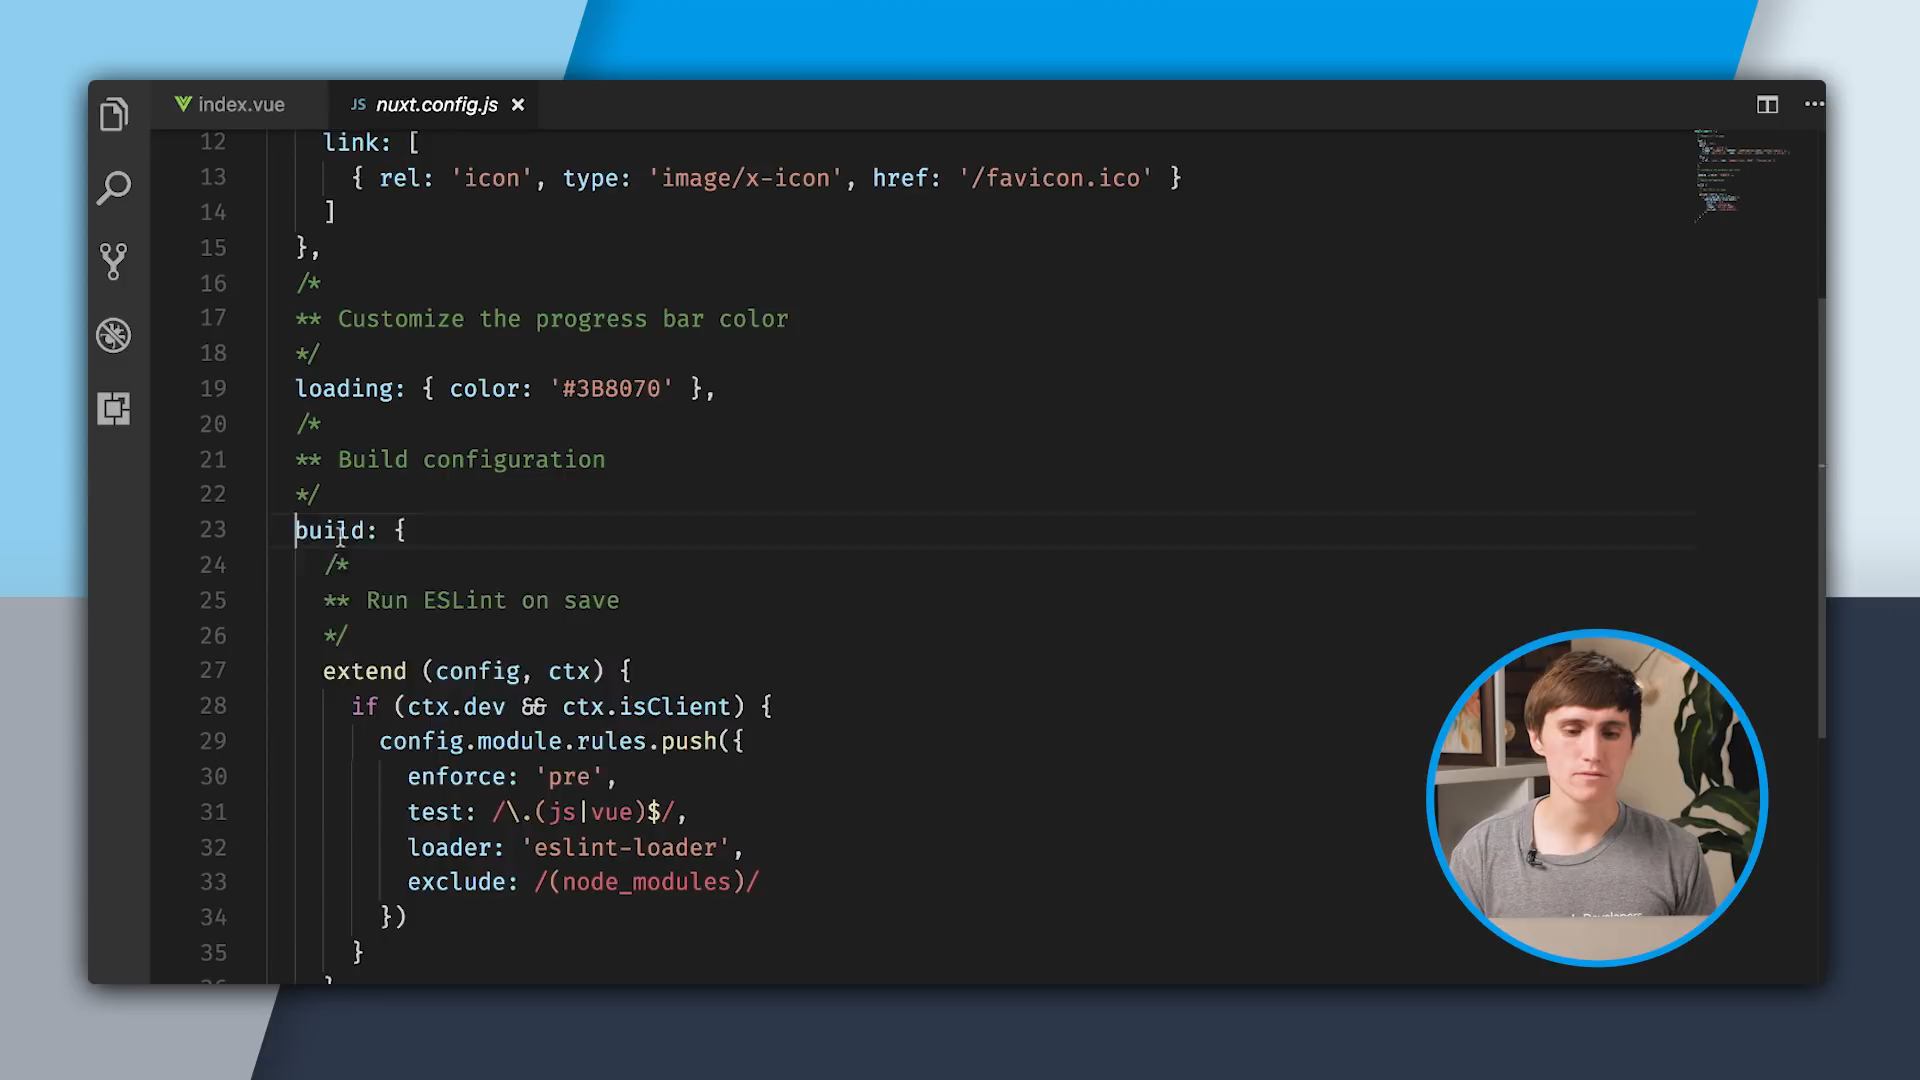 index.vue
JS nuxt.config.js
12 link: [
13 { rel: 'icon', type: 'image/x-icon', href: '/favicon.ico' }
14 ]
15 },
16 /*
17 ** Customize the progress bar color
18 */
19 loading: { color: '#3B8070' },
20 /*
21 ** Build configuration
22 */
23 build: {
24 /*
25 ** Run ESLint on save
26 */
27 extend (config, ctx) {
28 if (ctx.dev && ctx.isClient) {
29 config.module.rules.push({
30 enforce: 'pre',
31 test: /\.(js|vue)$/,
32 loader: 'eslint-loader',
33 exclude: /(node_modules)/
34 })
35 }